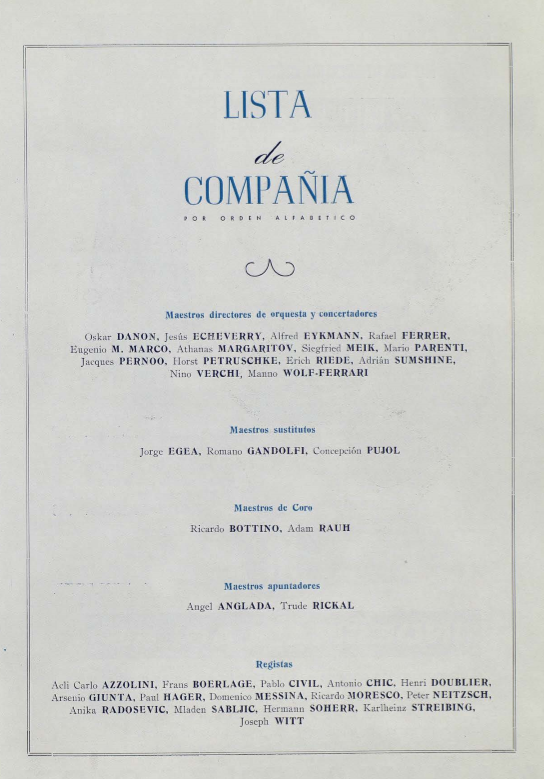 LISTA
de
COMPAÑIA
POR ORDEN ALFABETICO
Maestros directores de orquesta y concertadores
Oskar DANON, Jesús ECHEVERRY, Alfred EYKMANN, Rafael FERRER,
Eugenio M. MARCO, Athanas MARGARITOV, Siegfried MEIK, Mario PARENTI,
Jacques PERNOO, Horst PETRUSCHKE, Erich RIEDE, Adrián SUMSHINE,
Nino VERCHI, Manno WOLF-FERRARI
Maestros sustitutos
Jorge EGEA, Romano GANDOLFI, Concepción PUJOL
Maestros de Coro
Ricardo BOTTINO, Adam RAUH
Maestros apuntadores
Angel ANGLADA, Trude RICKAL
Registas
Acli Carlo AZZOLINI, Frans BOERLAGE, Pablo CIVIL, Antonio CHIC, Henri DOUBLIER,
Arsenio GIUNTA, Paul HAGER, Domenico MESSINA, Ricardo MORESCO, Peter NEITZSCH,
Anika RADOSEVIC, Mladen SABLJIC, Hermann SOHERR, Karlheinz STREIBING,
Joseph WITT